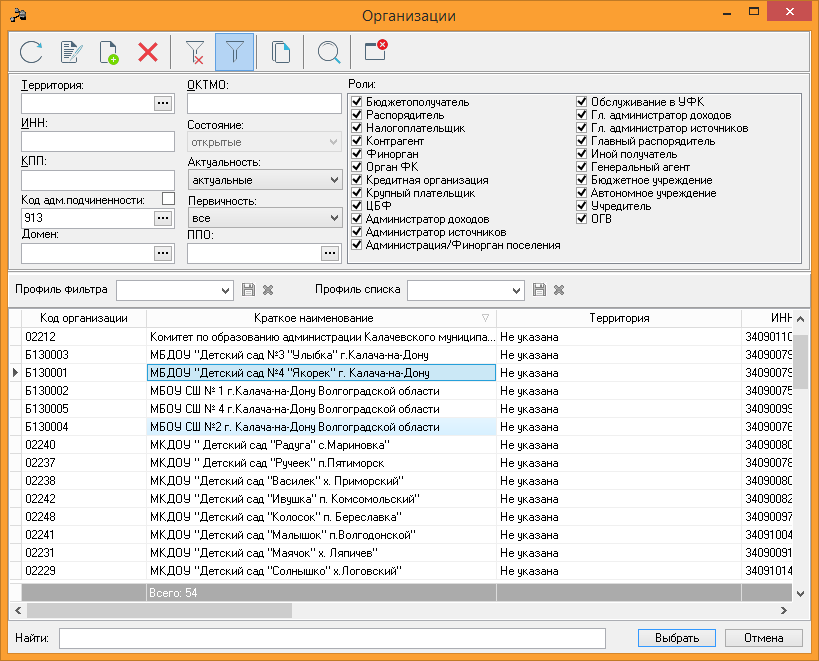 Организации
Территория:
ОКТМО:
Роли:
ИНН:
Состояние:
открытые
КПП:
Актуальность:
актуальные
Код адм.подчиненности:
913
Первичность:
все
Домен:
ППО:
Бюджетополучатель
Распорядитель
Налогоплательщик
Контрагент
Финорган
Орган ФК
Кредитная организация
Крупный плательщик
ЦБФ
Администратор доходов
Администратор источников
Администрация/Финорган поселения
Обслуживание в УФК
Гл. администратор доходов
Гл. администратор источников
Главный распорядитель
Иной получатель
Генеральный агент
Бюджетное учреждение
Автономное учреждение
Учредитель
ОГВ
Профиль фильтра
Профиль списка
Код организации Краткое наименование Территория ИНН
02212 Комитет по образованию администрации Калачевского муниципа... Не указана 34090110
Б130003 МБДОУ "Детский сад №3 "Улыбка" г.Калача-на-Дону Не указана 34090079
Б130001 МБДОУ "Детский сад №4 "Якорек" г. Калача-на-Дону Не указана 34090079
Б130002 МБОУ СШ № 1 г.Калача-на-Дону Волгоградской области Не указана 34090075
Б130005 МБОУ СШ № 4 г.Калача-на-Дону Волгоградской области Не указана 34090099
Б130004 МБОУ СШ №2 г. Калача-на-Дону Волгоградской области Не указана 34090076
02240 МКДОУ " Детский сад "Радуга" с.Мариновка" Не указана 34090080
02237 МКДОУ " Детский сад "Ручеек" п.Пятиморск Не указана 34090078
02238 МКДОУ "Детский сад "Василек" х. Приморский" Не указана 34090080
02242 МКДОУ "Детский сад "Ивушка" п. Комсомольский" Не указана 34090082
02248 МКДОУ "Детский сад "Колосок" п. Береславка" Не указана 34090097
02241 МКДОУ "Детский сад "Малышок" п.Волгодонской" Не указана 34091004
02231 МКДОУ "Детский сад "Маячок" х. Ляпичев" Не указана 34090091
02229 МКДОУ "Детский сад "Солнышко" х.Логовский" Не указана 34091014
Всего: 54
Найти:
Выбрать
Отмена